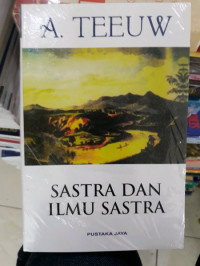 A. TEEUW
SASTRA DAN
ILMU SASTRA
PUSTAKA JAYA